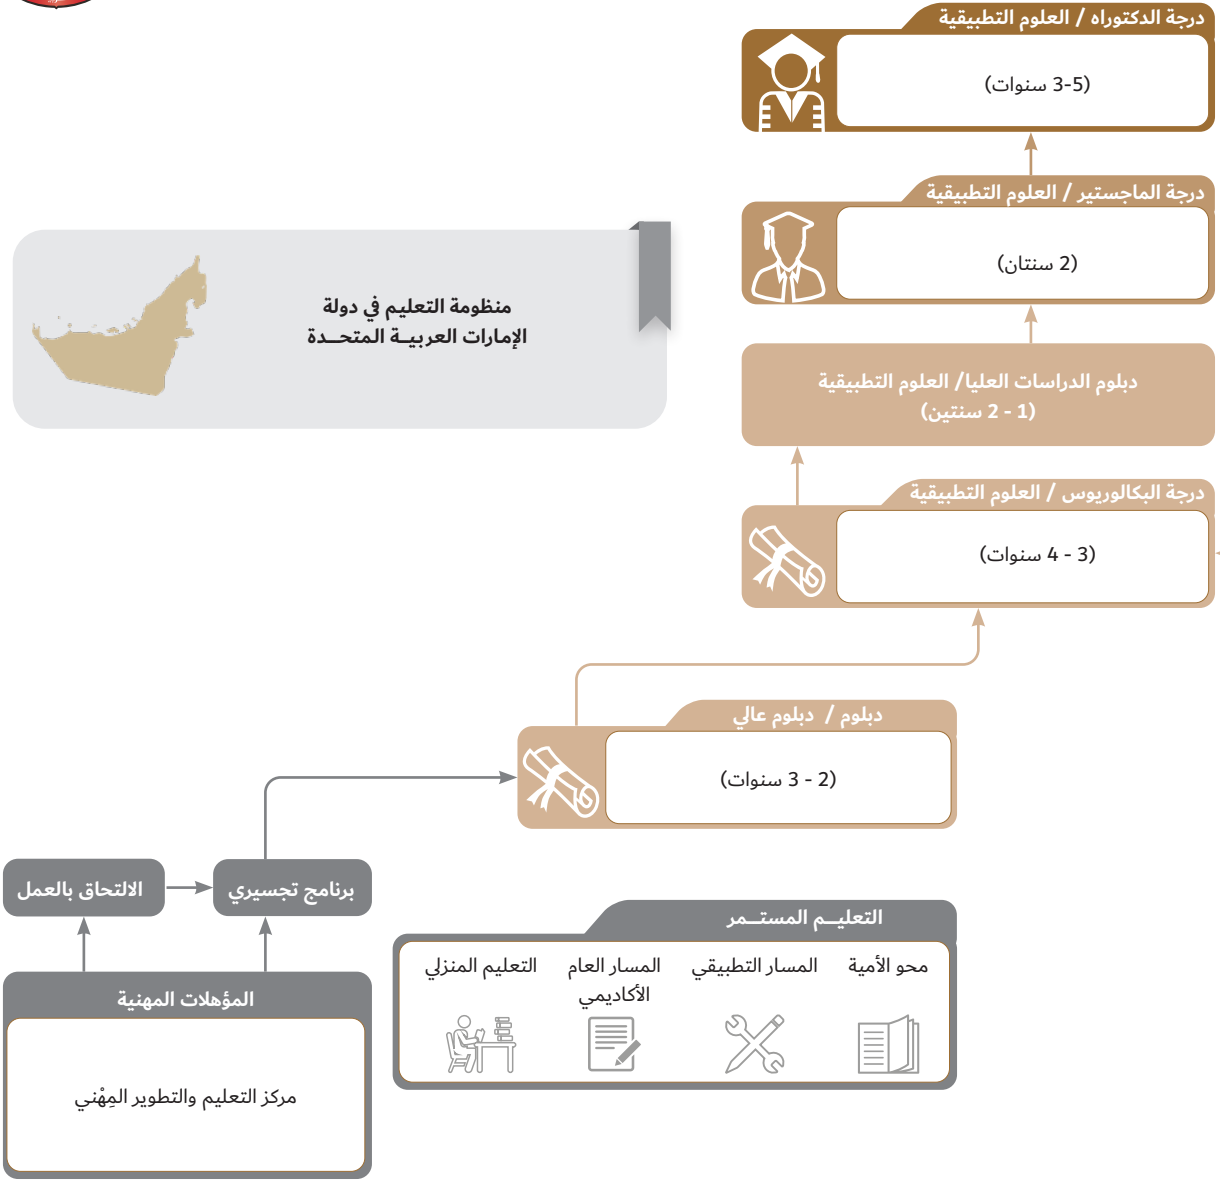 درجة الدكتوراه / العلوم التطبيقية
(3-5 سنوات)
درجة الماجستير / العلوم التطبيقية
(2 سنتان)
منظومة التعليم في دولة
الإمارات العربيــة المتحــدة
دبلوم الدراسات العليا/ العلوم التطبيقية
(1 - 2 سنتين)
درجة البكالوريوس / العلوم التطبيقية
(3 - 4 سنوات)
دبلوم / دبلوم عالي
(2 - 3 سنوات)
برنامج تجسيري
الالتحاق بالعمل
التعليــم المستــمر
محو الأمية
المسار التطبيقي
المسار العام
الأكاديمي
التعليم المنزلي
المؤهلات المهنية
مركز التعليم والتطوير المِهْني